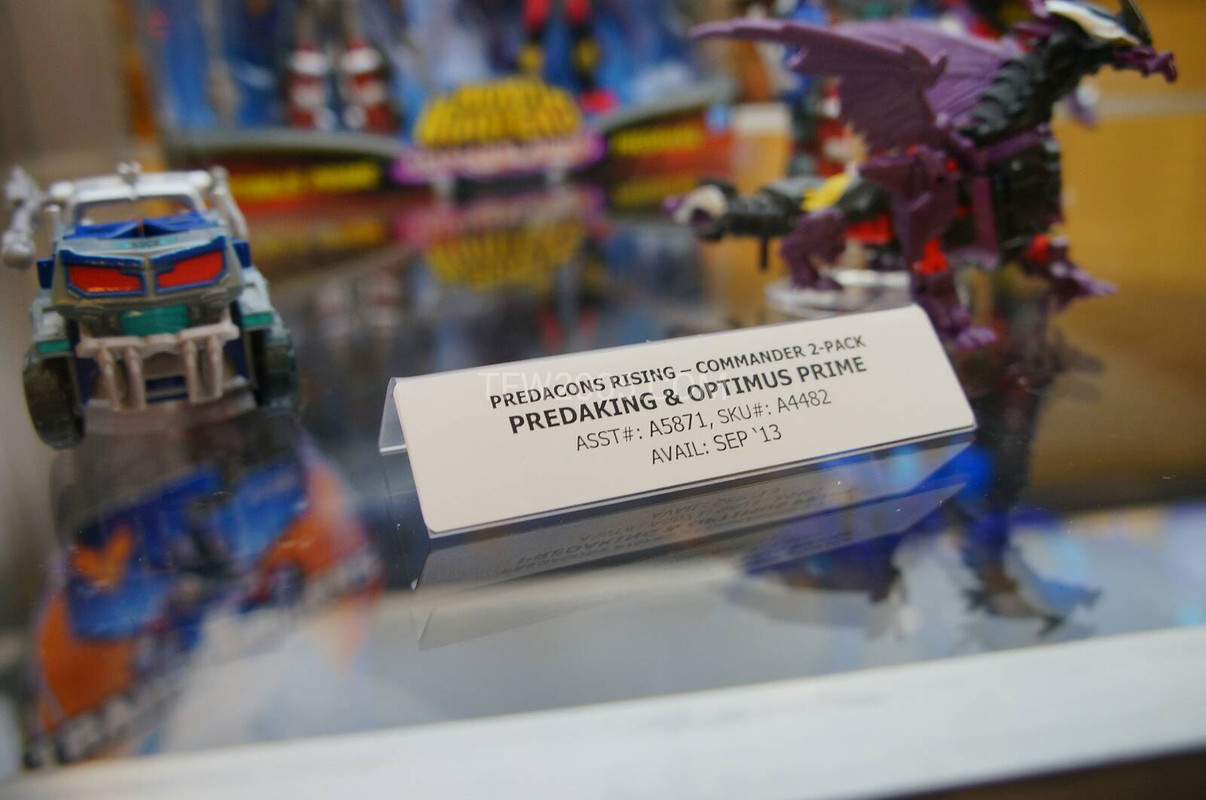 PREDACONS RISING – COMMANDER 2-PACK
PREDAKING & OPTIMUS PRIME
ASST#: A5871, SKU#: A4482
AVAIL: SEP '13